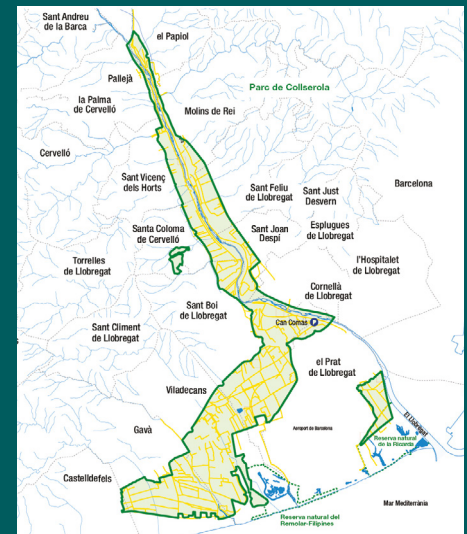 Sant Andreu
de la Barca
el Papiol
Pallejà
Parc de Collserola
la Palma
de Cervelló
Molins de Rei
Cervelló
Sant Vicenç
dels Horts
Sant Feliu
de Llobregat
Sant Just
Desvern
Barcelona
Santa Coloma
de Cervelló
Sant Joan
Despí
Esplugues
de Llobregat
Torrelles
de Llobregat
l'Hospitalet
de Llobregat
Cornellà
de Llobregat
Sant Boi
de Llobregat
Can Comas P
Sant Climent
de Llobregat
el Prat
de Llobregat
Viladecans
El Llobregat
Gavà
Aeroport de Barcelona
Reserva natural
de la Ricarda
Castelldefels
Mar Mediterrània
Reserva natural del
Remolar-Filipines